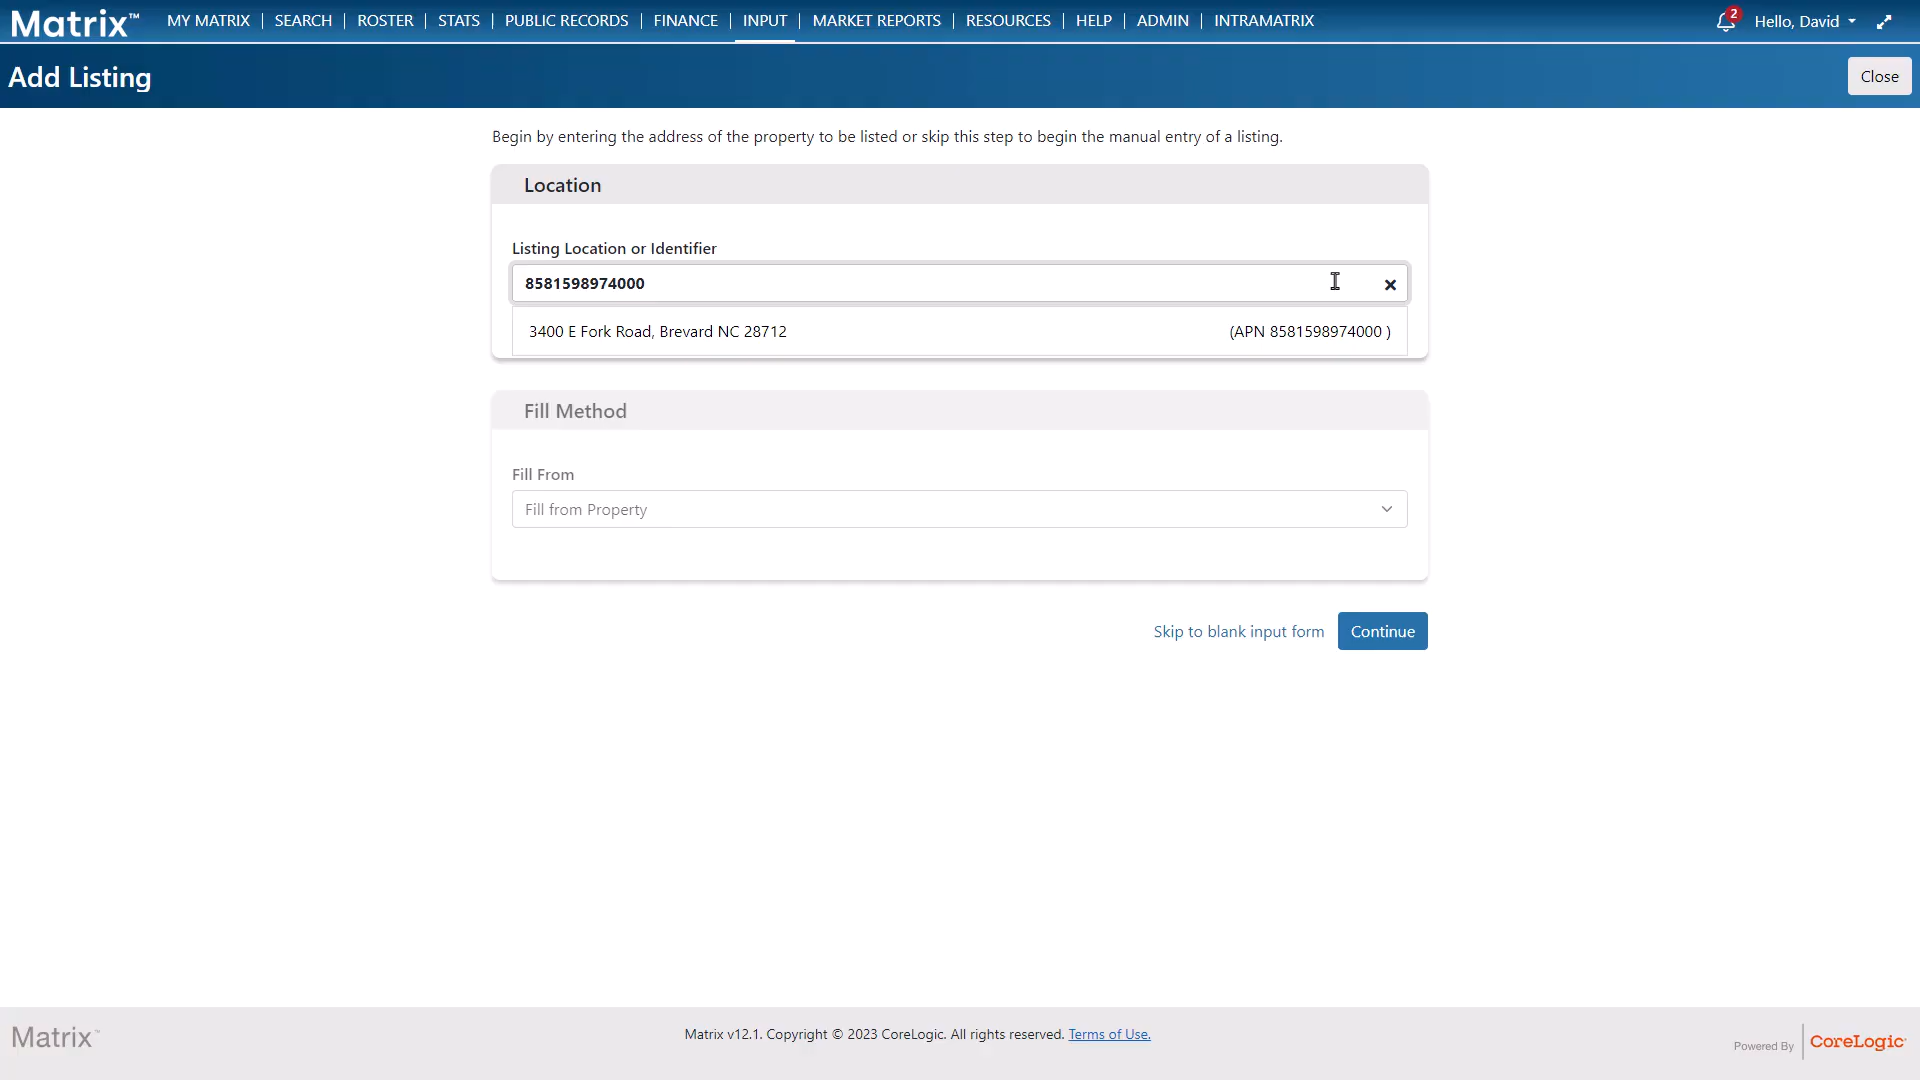 Matrix™ MY MATRIX SEARCH ROSTER STATS PUBLIC RECORDS FINANCE INPUT MARKET REPORTS RESOURCES HELP ADMIN INTRAMATRIX 2 Hello, David
Add Listing Close
Begin by entering the address of the property to be listed or skip this step to begin the manual entry of a listing.
Location
Listing Location or Identifier
8581598974000
3400 E Fork Road, Brevard NC 28712 (APN 8581598974000 )
Fill Method
Fill From
Fill from Property
Skip to blank input form Continue
Matrix™ Matrix v12.1. Copyright © 2023 CoreLogic. All rights reserved. Terms of Use. Powered By CoreLogic